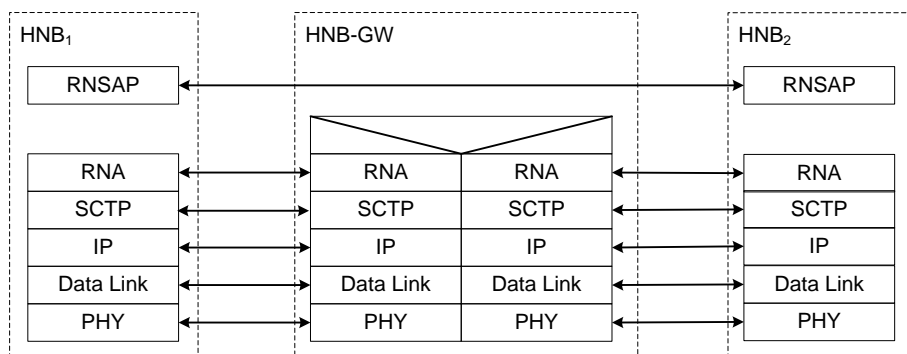 HNB₁ HNB-GW HNB₂
RNSAP RNSAP
RNA RNA RNA RNA
SCTP SCTP SCTP SCTP
IP IP IP IP
Data Link Data Link Data Link Data Link
PHY PHY PHY PHY